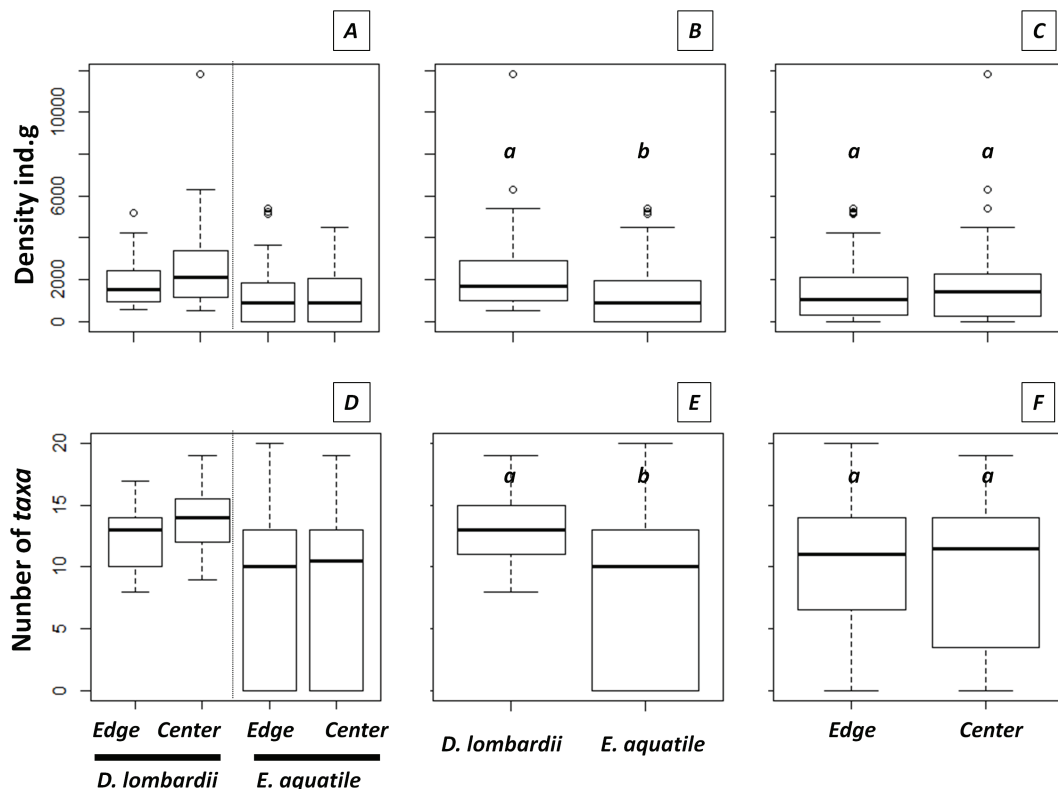 A
B
C
Density ind.g
10000
6000
2000
0
a
b
a
a
D
E
F
Nunber of taxa
20
15
10
5
0
a
b
a
a
Edge Center Edge Center
D. lombardii E. aquatile
D. lombardii E. aquatile
Edge Center